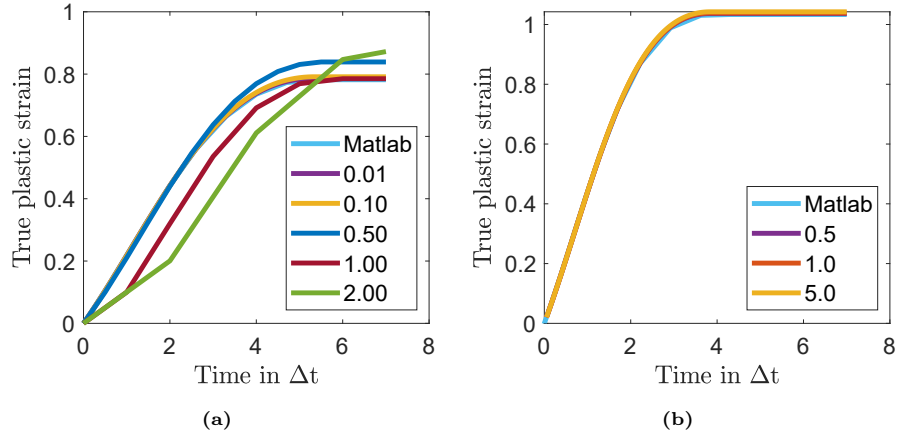 1
0.8
0.6
0.4
0.2
0
0 2 4 6 8
True plastic strain
Time in Δt
Matlab
0.01
0.10
0.50
1.00
2.00
(a)
1
0.8
0.6
0.4
0.2
0
0 2 4 6 8
True plastic strain
Time in Δt
Matlab
0.5
1.0
5.0
(b)